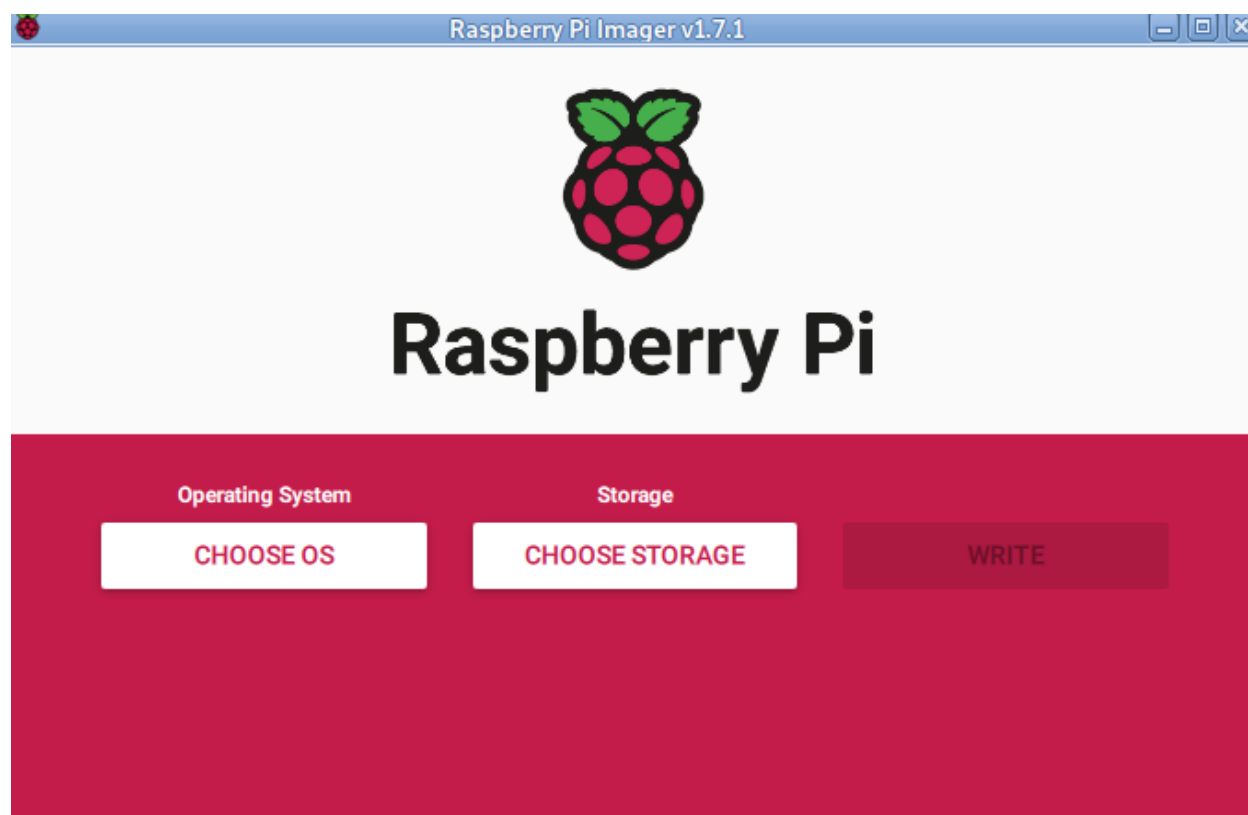 Raspberry Pi Imager v1.7.1
Raspberry Pi
Operating System
Storage
CHOOSE OS
CHOOSE STORAGE
WRITE